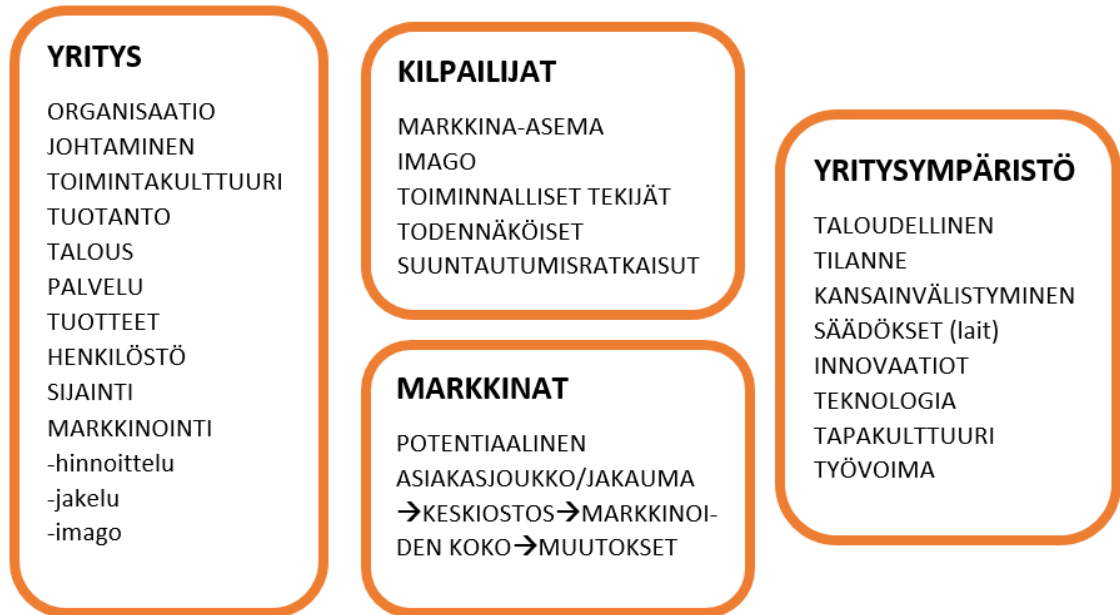 YRITYS
ORGANISAATIO
JOHTAMINEN
TOIMINTAKULTTUURI
TUOTANTO
TALOUS
PALVELU
TUOTTEET
HENKILÖSTÖ
SIJAINTI
MARKKINOINTI
-hinnoittelu
-jakelu
-imago
KILPAILIJAT
MARKKINA-ASEMA
IMAGO
TOIMINNALLISET TEKIJÄT
TODENNÄKÖISET
SUUNTAUTUMISRATKAISUT
MARKKINAT
POTENTIAALINEN
ASIAKASJOUKKO/JAKAUMA
→KESKIOSTOS→MARKKINOI-
DEN KOKO→MUUTOKSET
YRITYSYMPÄRISTÖ
TALOUDELLINEN
TILANNE
KANSAINVÄLISTYMINEN
SÄÄDÖKSET (lait)
INNOVAATIOT
TEKNOLOGIA
TAPAKULTTUURI
TYÖVOIMA